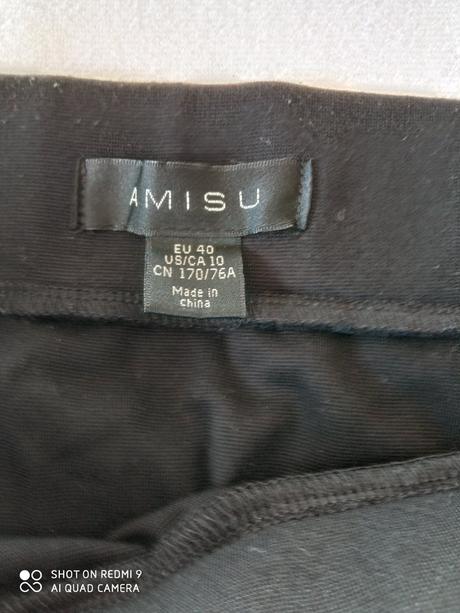 AMISU
EU 40
US/CA 10
CN 170/76A
Made in
china
SHOT ON REDMI 9
AI QUAD CAMERA